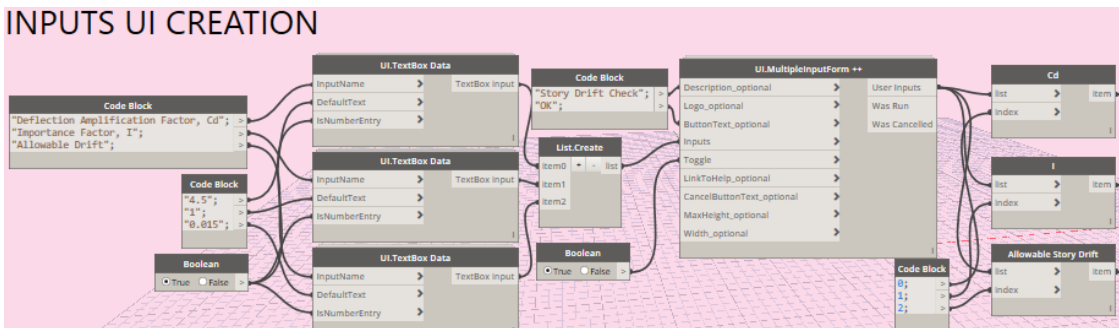 INPUTS UI CREATION
Code Block
"Deflection Amplification Factor, Cd"; >
"Importance Factor, I"; >
"Allowable Drift"; >
Code Block
"4.5"; >
"1"; >
"0.015"; >
Boolean
True False >
UI.TextBox Data
InputName > TextBox Input
DefaultText >
IsNumberEntry >
UI.TextBox Data
InputName > TextBox Input
DefaultText >
IsNumberEntry >
UI.TextBox Data
InputName > TextBox Input
DefaultText >
IsNumberEntry >
Code Block
"Story Drift Check"; >
"OK"; >
List.Create
item0 + - list
item1
item2
Boolean
True False >
UI.MultipleInputForm ++
Description_optional > User Inputs
Logo_optional > Was Run
ButtonText_optional > Was Cancelled
Inputs >
Toggle >
LinkToHelp_optional >
CancelButtonText_optional >
MaxHeight_optional >
Width_optional >
Code Block
0; >
1; >
2; >
Cd
list > item
index >
I
list > item
index >
Allowable Story Drift
list > item
index >